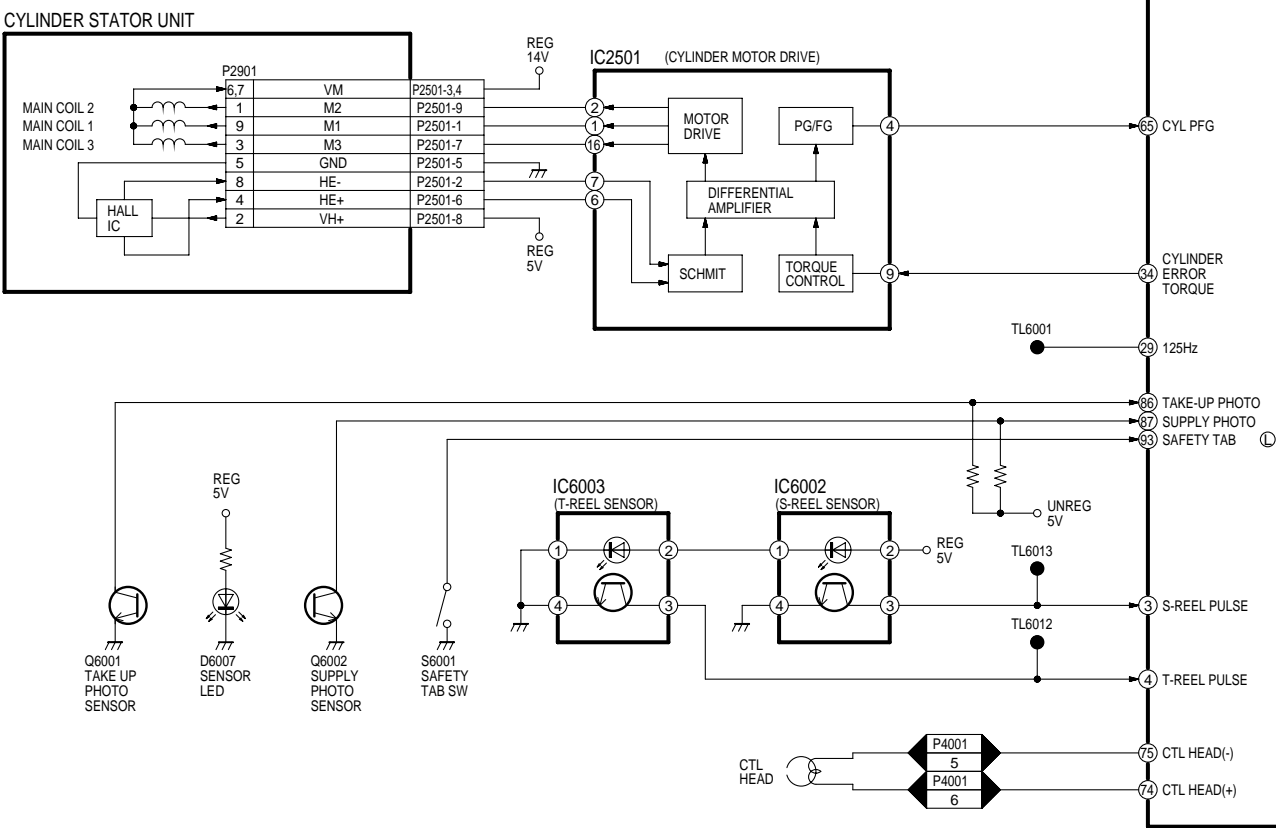 CYLINDER STATOR UNIT
P2901
6,7 VM P2501-3,4
MAIN COIL 2 1 M2 P2501-9
MAIN COIL 1 9 M1 P2501-1
MAIN COIL 3 3 M3 P2501-7
5 GND P2501-5
8 HE- P2501-2
4 HE+ P2501-6
2 VH+ P2501-8
HALL
IC
REG
14V
REG
5V
IC2501 (CYLINDER MOTOR DRIVE)
2
1
16
7
6
MOTOR
DRIVE
PG/FG
4
DIFFERENTIAL
AMPLIFIER
SCHMIT
TORQUE
CONTROL
9
65 CYL PFG
34
CYLINDER
ERROR
TORQUE
TL6001
29 125Hz
86 TAKE-UP PHOTO
87 SUPPLY PHOTO
93 SAFETY TAB L
REG
5V
IC6003
(T-REEL SENSOR)
1 2
4 3
IC6002
(S-REEL SENSOR)
1 2
4 3
REG
5V
UNREG
5V
TL6013
3 S-REEL PULSE
TL6012
4 T-REEL PULSE
Q6001
TAKE UP
PHOTO
SENSOR
D6007
SENSOR
LED
Q6002
SUPPLY
PHOTO
SENSOR
S6001
SAFETY
TAB SW
CTL
HEAD
P4001
5
P4001
6
75 CTL HEAD(-)
74 CTL HEAD(+)